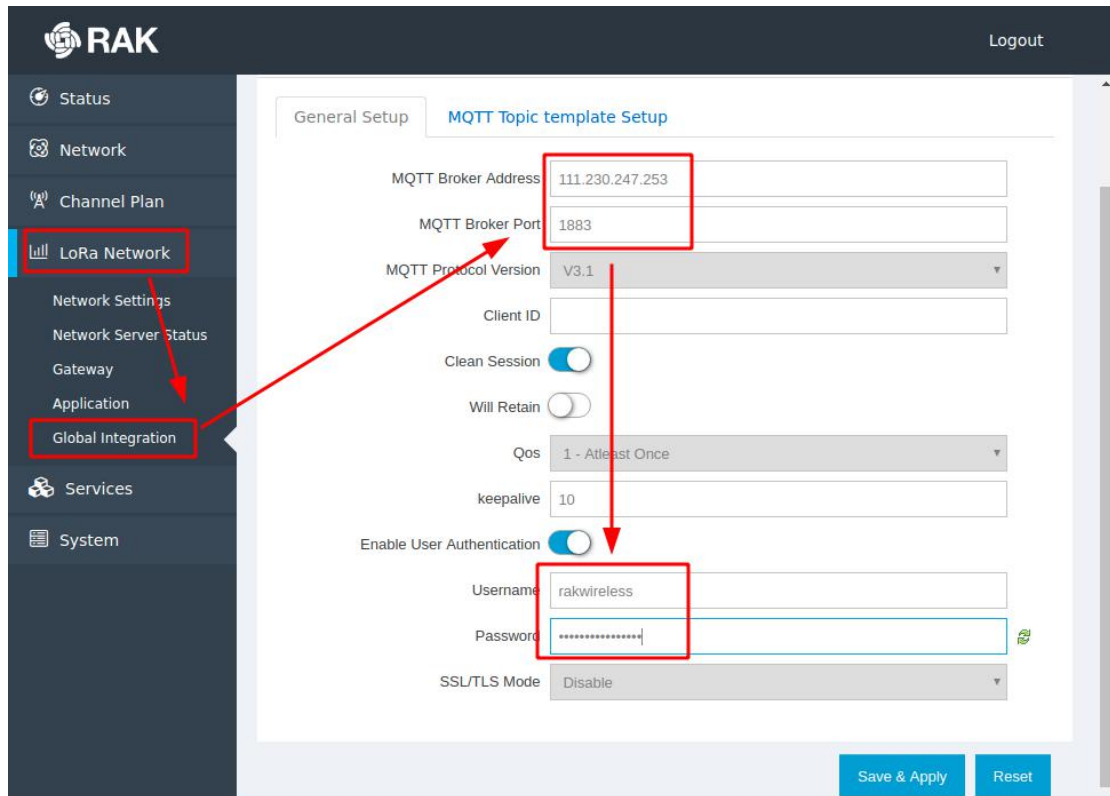 RAK
Logout
Status
Network
Channel Plan
LoRa Network
Network Settings
Network Server Status
Gateway
Application
Global Integration
Services
System
General Setup
MQTT Topic template Setup
MQTT Broker Address 111.230.247.253
MQTT Broker Port 1883
MQTT Protocol Version V3.1
Client ID
Clean Session
Will Retain
Qos 1 - Atleast Once
keepalive 10
Enable User Authentication
Username rakwireless
Password ••••••••••••••••
SSL/TLS Mode Disable
Save & Apply Reset